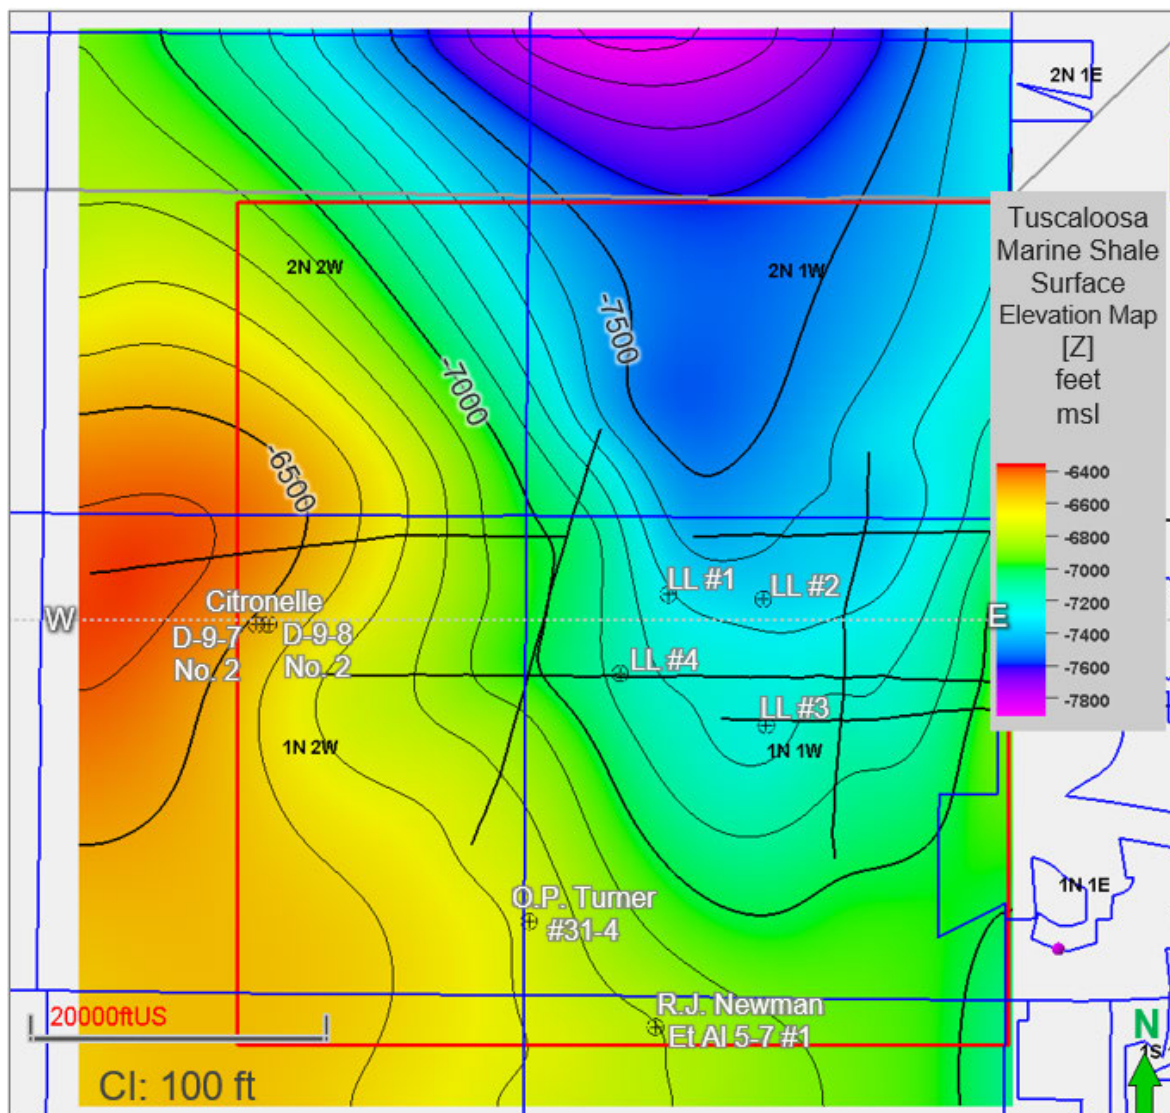 2N 1E
Tuscaloosa
Marine Shale
Surface
Elevation Map
[Z]
feet
msl
-6400
-6600
-6800
-7000
-7200
-7400
-7600
-7800
2N 2W
2N 1W
-7500
-7000
-6500
LL #1
LL #2
Citronelle
W
E
D-9-7
No. 2
D-9-8
No. 2
LL #4
LL #3
1N 2W
1N 1W
1N 1E
O.P. Turner
#31-4
R.J. Newman
Et Al 5-7 #1
20000ftUS
N
1S
CI: 100 ft